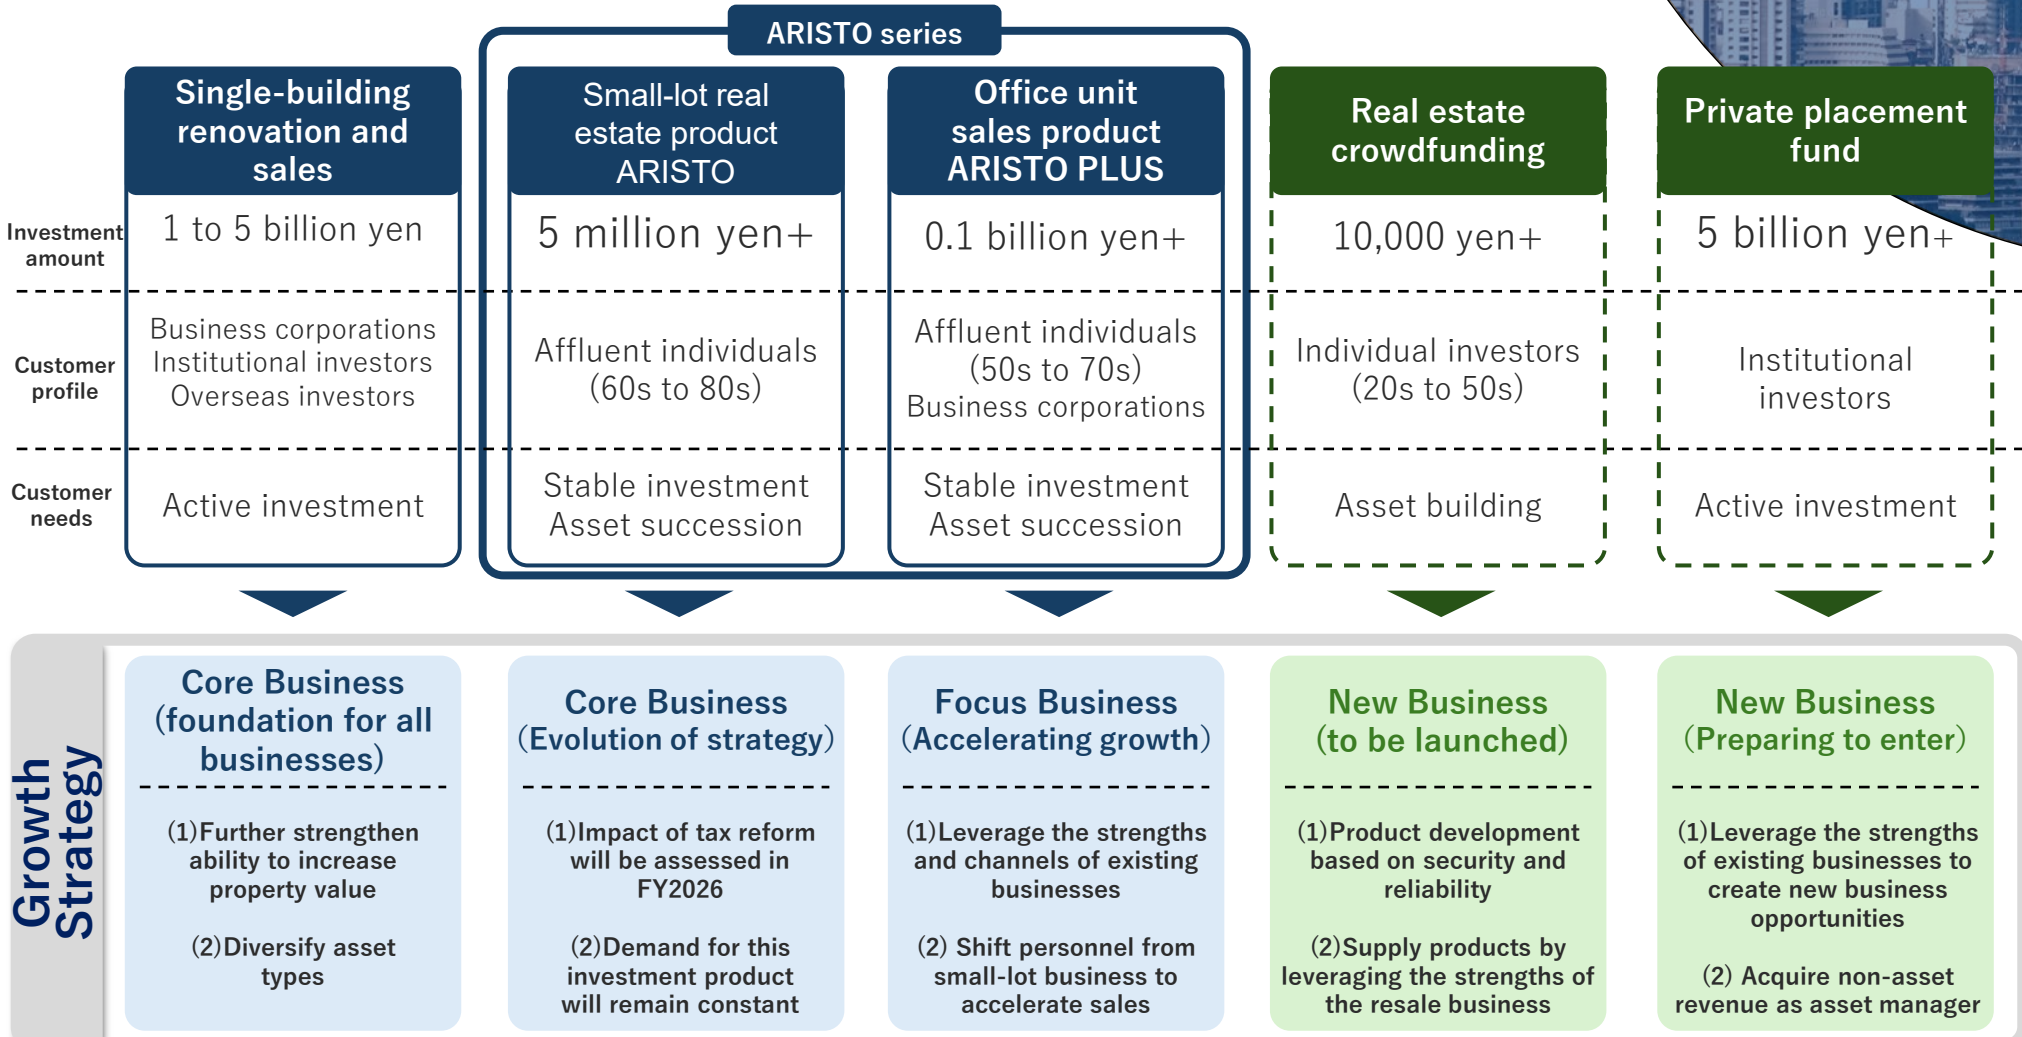 ARISTO series
Single-building
renovation and
sales
Small-lot real
estate product
ARISTO
Office unit
sales product
ARISTO PLUS
Real estate
crowdfunding
Private placement
fund
Investment
amount
1 to 5 billion yen
5 million yen+
0.1 billion yen+
10,000 yen+
5 billion yen+
Customer
profile
Business corporations
Institutional investors
Overseas investors
Affluent individuals
(60s to 80s)
Affluent individuals
(50s to 70s)
Business corporations
Individual investors
(20s to 50s)
Institutional
investors
Customer
needs
Active investment
Stable investment
Asset succession
Stable investment
Asset succession
Asset building
Active investment
Growth
Strategy
Core Business
(foundation for all
businesses)
(1)Further strengthen
ability to increase
property value
(2)Diversify asset
types
Core Business
(Evolution of strategy)
(1)Impact of tax reform
will be assessed in
FY2026
(2)Demand for this
investment product
will remain constant
Focus Business
(Accelerating growth)
(1)Leverage the strengths
and channels of existing
businesses
(2) Shift personnel from
small-lot business to
accelerate sales
New Business
(to be launched)
(1)Product development
based on security and
reliability
(2)Supply products by
leveraging the strengths of
the resale business
New Business
(Preparing to enter)
(1)Leverage the strengths
of existing businesses to
create new business
opportunities
(2) Acquire non-asset
revenue as asset manager